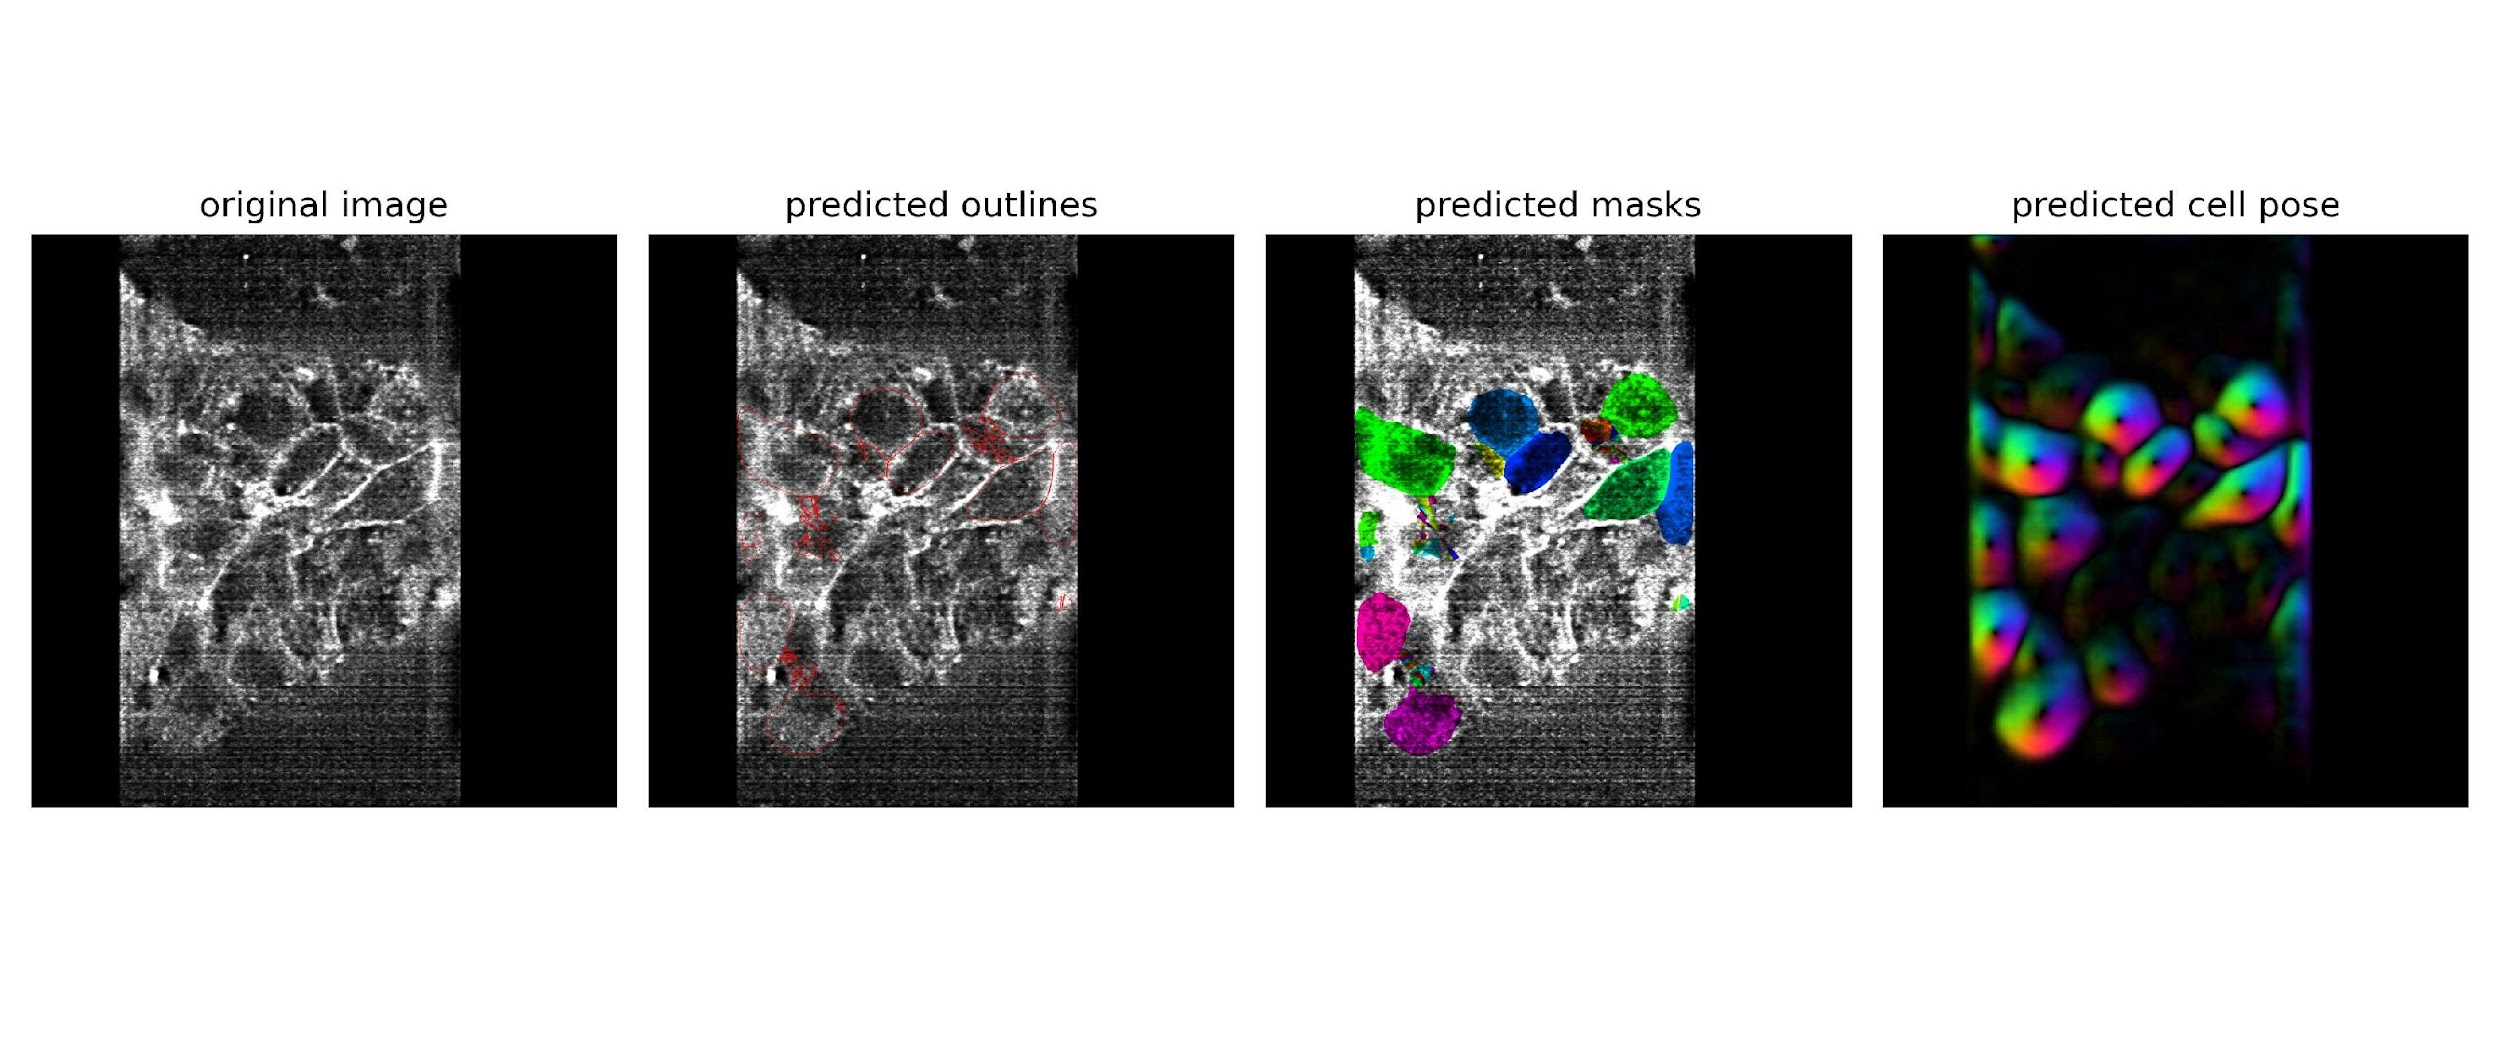 original image
predicted outlines
predicted masks
predicted cell pose